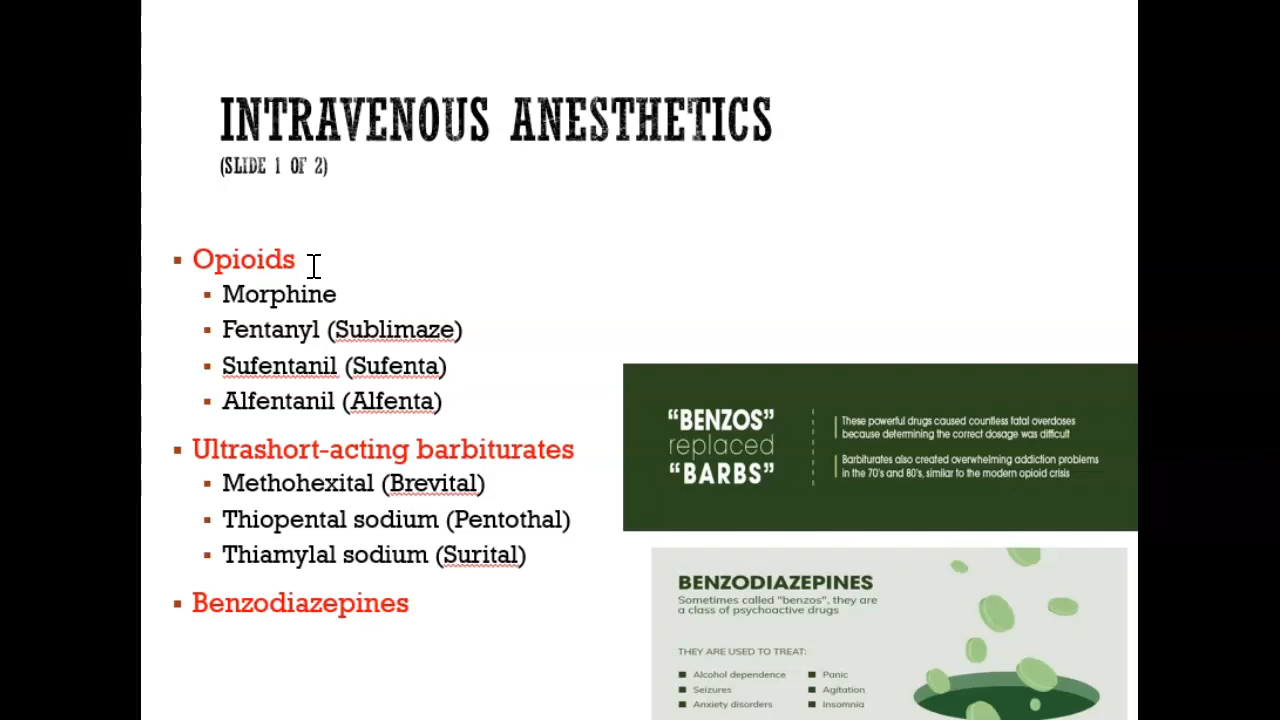 INTRAVENOUS ANESTHETICS
(SLIDE 1 OF 2)
Opioids
Morphine
Fentanyl (Sublimaze)
Sufentanil (Sufenta)
Alfentanil (Alfenta)
Ultrashort-acting barbiturates
Methohexital (Brevital)
Thiopental sodium (Pentothal)
Thiamylal sodium (Surital)
Benzodiazepines
"BENZOS"
replaced
"BARBS"
These powerful drugs caused countless fatal overdoses
because determining the correct dosage was difficult
Barbiturates also created overwhelming addiction problems
in the 70's and 80's, similar to the modern opioid crisis
BENZODIAZEPINES
Sometimes called "benzos", they are
a class of psychoactive drugs
THEY ARE USED TO TREAT:
Alcohol dependence
Seizures
Anxiety disorders
Panic
Agitation
Insomnia